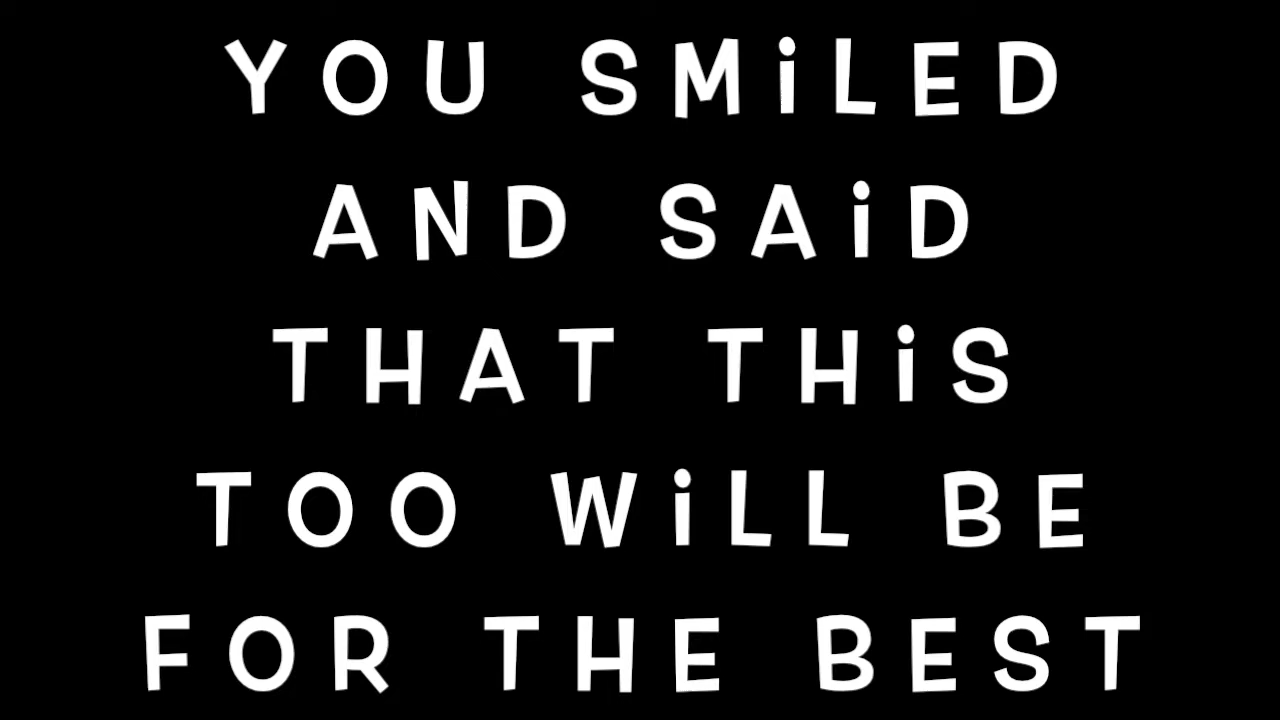 YOU SMiLED
AND SAiD
THAT THiS
TOO WiLL BE
FOR THE BEST